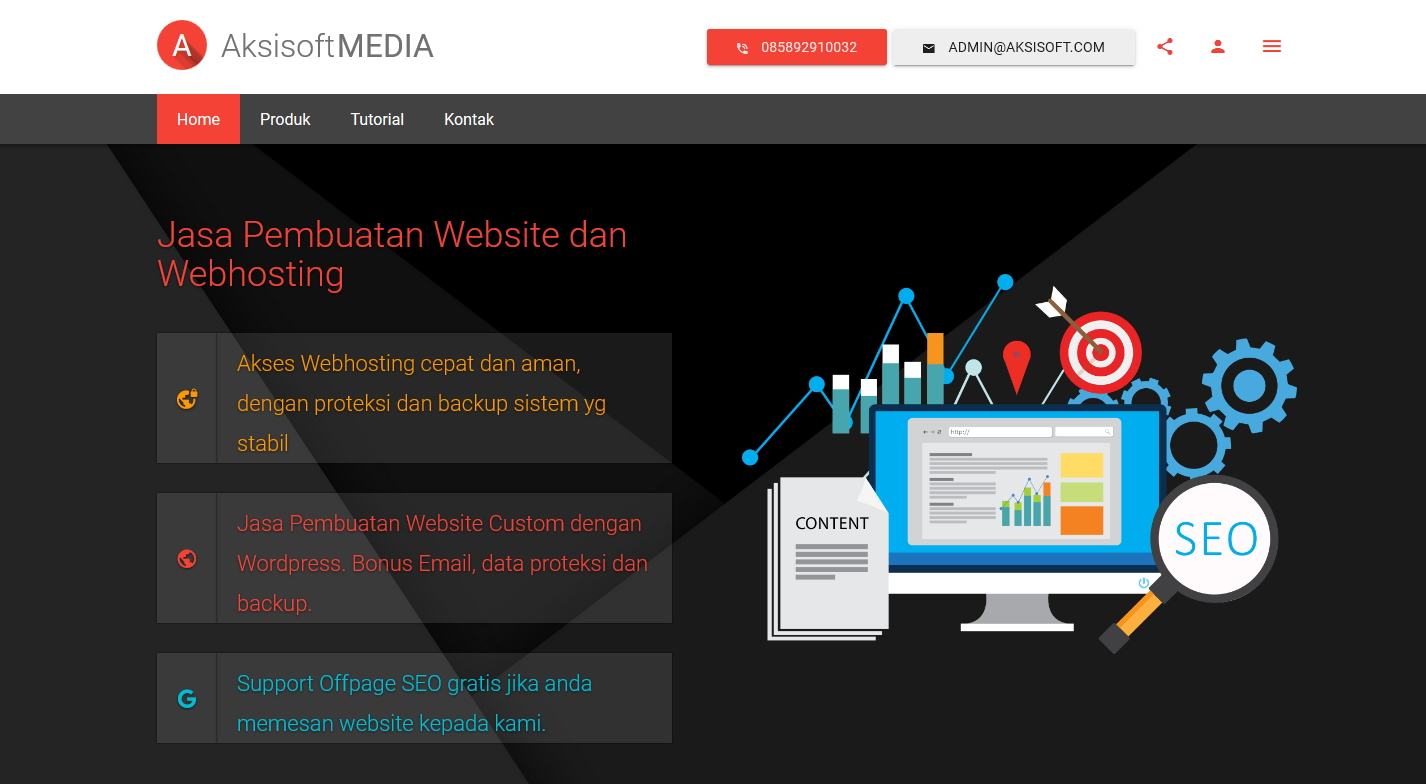 A AksisoftMEDIA
085892910032
ADMIN@AKSISOFT.COM
Home Produk Tutorial Kontak
Jasa Pembuatan Website dan
Webhosting
Akses Webhosting cepat dan aman,
dengan proteksi dan backup sistem yg
stabil
Jasa Pembuatan Website Custom dengan
Wordpress. Bonus Email, data proteksi dan
backup.
G
Support Offpage SEO gratis jika anda
memesan website kepada kami.
http://
CONTENT
SEO